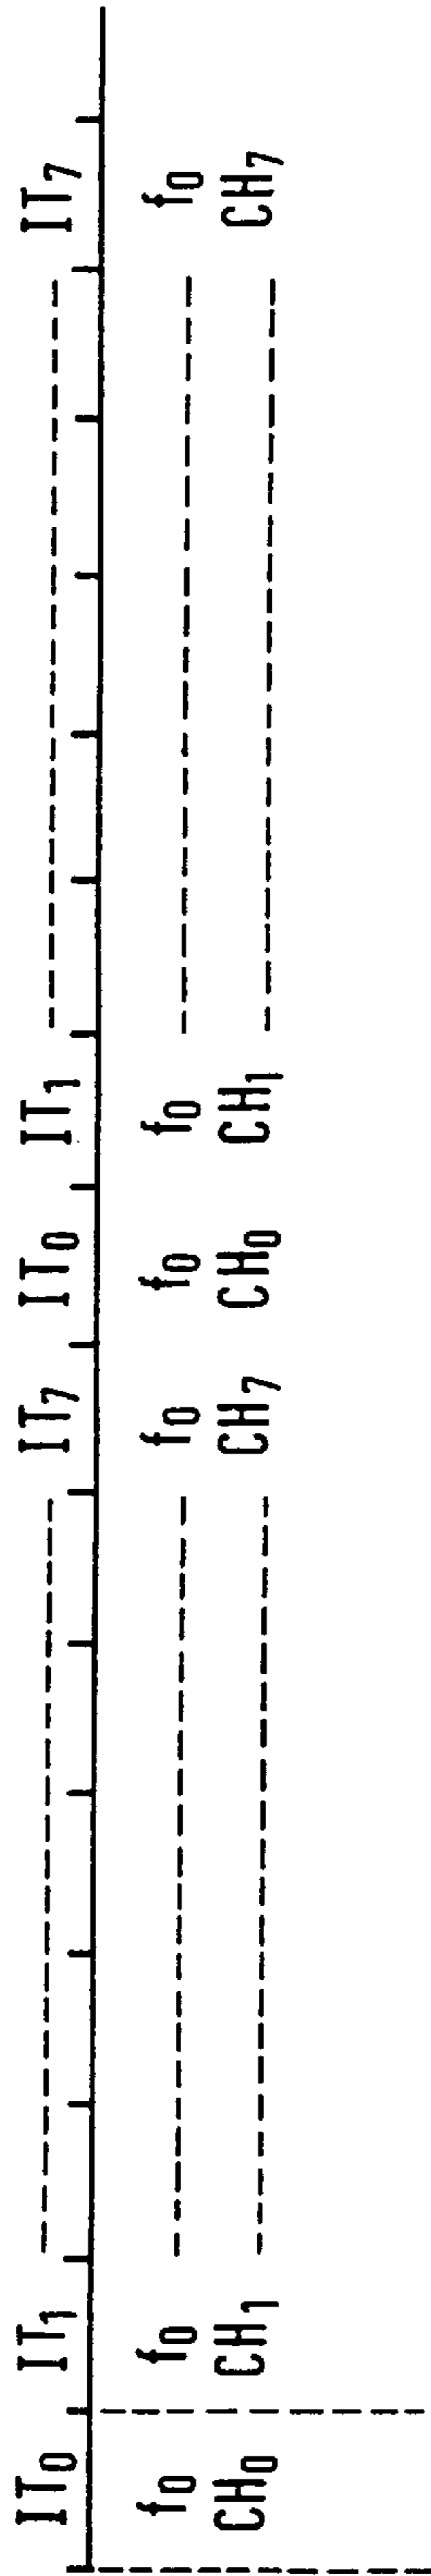 IT₀ IT₁ IT₇ IT₀ IT₁ IT₇
f₀ f₀ f₀ f₀ f₀ f₀
CH₀ CH₁ CH₇ CH₀ CH₁ CH₇